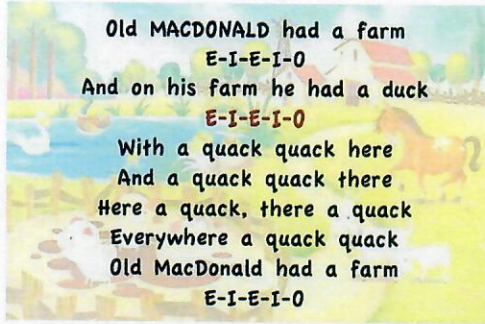 Old MACDONALD had a farm
E-I-E-I-O
And on his farm he had a duck
E-I-E-I-O
With a quack quack here
And a quack quack there
Here a quack, there a quack
Everywhere a quack quack
Old MacDonald had a farm
E-I-E-I-O